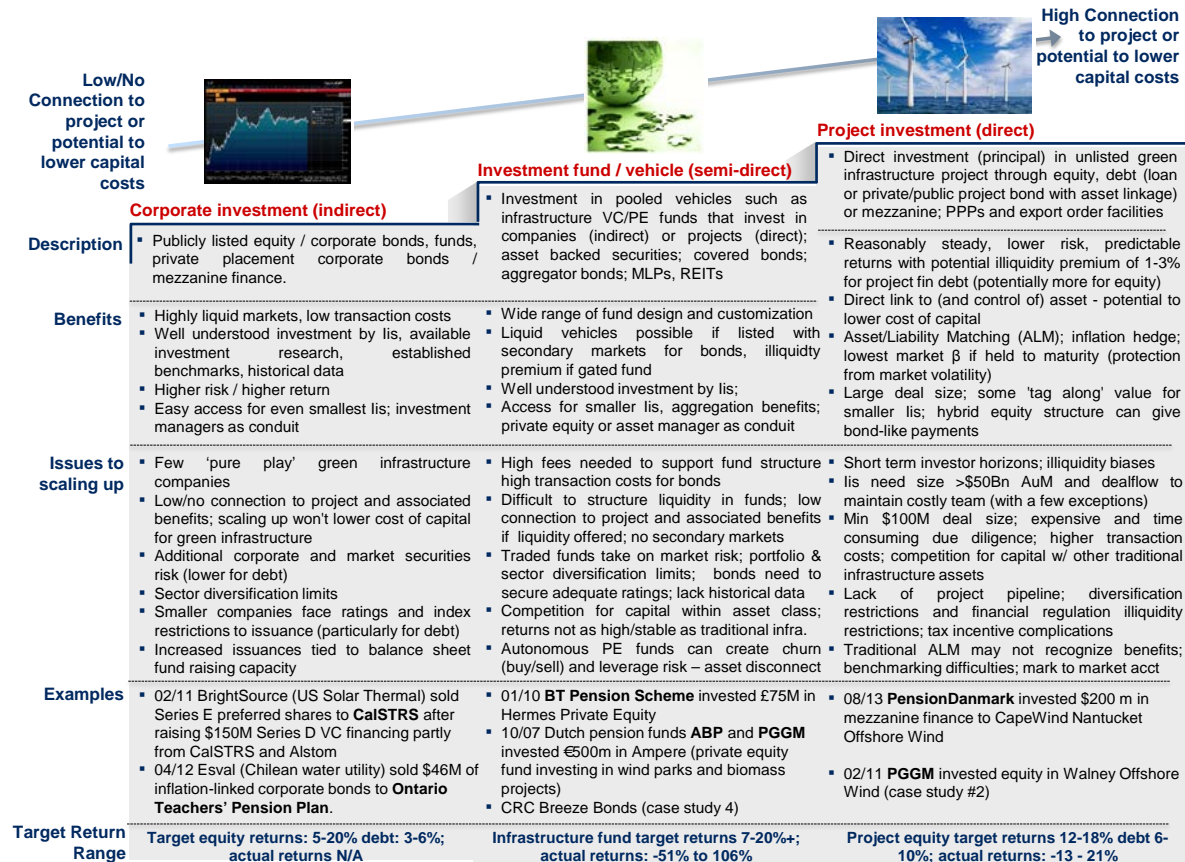 High Connection
to project or
potential to lower
capital costs
Low/No
Connection to
project or
potential to
lower capital
costs
Corporate investment (indirect)
Investment fund / vehicle (semi-direct)
Project investment (direct)
Description
▪ Publicly listed equity / corporate bonds, funds,
private placement corporate bonds /
mezzanine finance.
▪ Investment in pooled vehicles such as
infrastructure VC/PE funds that invest in
companies (indirect) or projects (direct);
asset backed securities; covered bonds;
aggregator bonds; MLPs, REITs
▪ Direct investment (principal) in unlisted green
infrastructure project through equity, debt (loan
or private/public project bond with asset linkage)
or mezzanine; PPPs and export order facilities
Benefits
▪ Highly liquid markets, low transaction costs
▪ Well understood investment by Iis, available
investment research, established
benchmarks, historical data
▪ Higher risk / higher return
▪ Easy access for even smallest Iis; investment
managers as conduit
▪ Wide range of fund design and customization
▪ Liquid vehicles possible if listed with
secondary markets for bonds, illiquidty
premium if gated fund
▪ Well understood investment by Iis;
▪ Access for smaller Iis, aggregation benefits;
private equity or asset manager as conduit
▪ Reasonably steady, lower risk, predictable
returns with potential illiquidity premium of 1-3%
for project fin debt (potentially more for equity)
▪ Direct link to (and control of) asset - potential to
lower cost of capital
▪ Asset/Liability Matching (ALM); inflation hedge;
lowest market β if held to maturity (protection
from market volatility)
▪ Large deal size; some 'tag along' value for
smaller Iis; hybrid equity structure can give
bond-like payments
Issues to
scaling up
▪ Few ‘pure play’ green infrastructure
companies
▪ Low/no connection to project and associated
benefits; scaling up won’t lower cost of capital
for green infrastructure
▪ Additional corporate and market securities
risk (lower for debt)
▪ Sector diversification limits
▪ Smaller companies face ratings and index
restrictions to issuance (particularly for debt)
▪ Increased issuances tied to balance sheet
fund raising capacity
▪ High fees needed to support fund structure
high transaction costs for bonds
▪ Difficult to structure liquidity in funds; low
connection to project and associated benefits
if liquidity offered; no secondary markets
▪ Traded funds take on market risk; portfolio &
sector diversification limits; bonds need to
secure adequate ratings; lack historical data
▪ Competition for capital within asset class;
returns not as high/stable as traditional infra.
▪ Autonomous PE funds can create churn
(buy/sell) and leverage risk – asset disconnect
▪ Short term investor horizons; illiquidity biases
▪ Iis need size >$50Bn AuM and dealflow to
maintain costly team (with a few exceptions)
▪ Min $100M deal size; expensive and time
consuming due diligence; higher transaction
costs; competition for capital w/ other traditional
infrastructure assets
▪ Lack of project pipeline; diversification
restrictions and financial regulation illiquidity
restrictions; tax incentive complications
▪ Traditional ALM may not recognize benefits;
benchmarking difficulties; mark to market acct
Examples
▪ 02/11 BrightSource (US Solar Thermal) sold
Series E preferred shares to CalSTRS after
raising $150M Series D VC financing partly
from CalSTRS and Alstom
▪ 04/12 Esval (Chilean water utility) sold $46M of
inflation-linked corporate bonds to Ontario
Teachers’ Pension Plan.
▪ 01/10 BT Pension Scheme invested £75M in
Hermes Private Equity
▪ 10/07 Dutch pension funds ABP and PGGM
invested €500m in Ampere (private equity
fund investing in wind parks and biomass
projects)
▪ CRC Breeze Bonds (case study 4)
▪ 08/13 PensionDanmark invested $200 m in
mezzanine finance to CapeWind Nantucket
Offshore Wind
▪ 02/11 PGGM invested equity in Walney Offshore
Wind (case study #2)
Target Return
Range
Target equity returns: 5-20% debt: 3-6%;
actual returns N/A
Infrastructure fund target returns 7-20%+;
actual returns: -51% to 106%
Project equity target returns 12-18% debt 6-
10%; actual returns: -13 - 21%